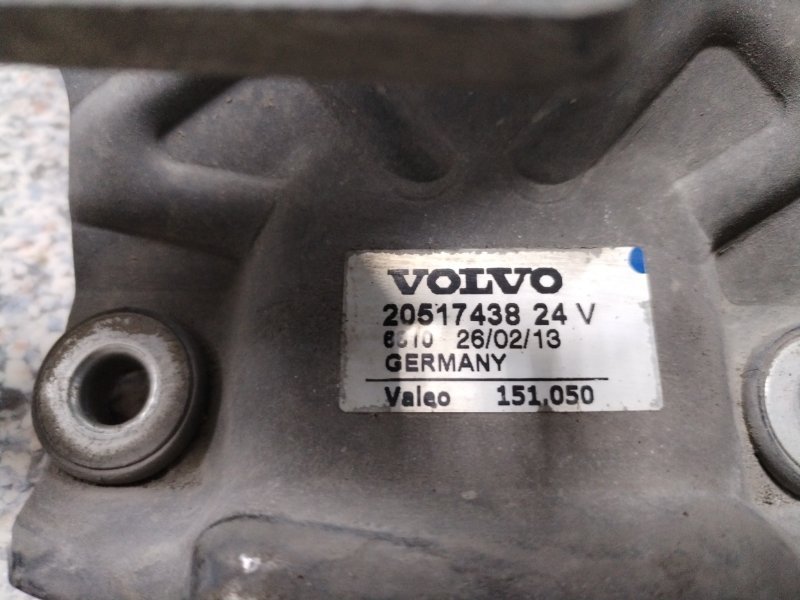 VOLVO
20517438 24 V
26/02/13
GERMANY
Valeo 151.050